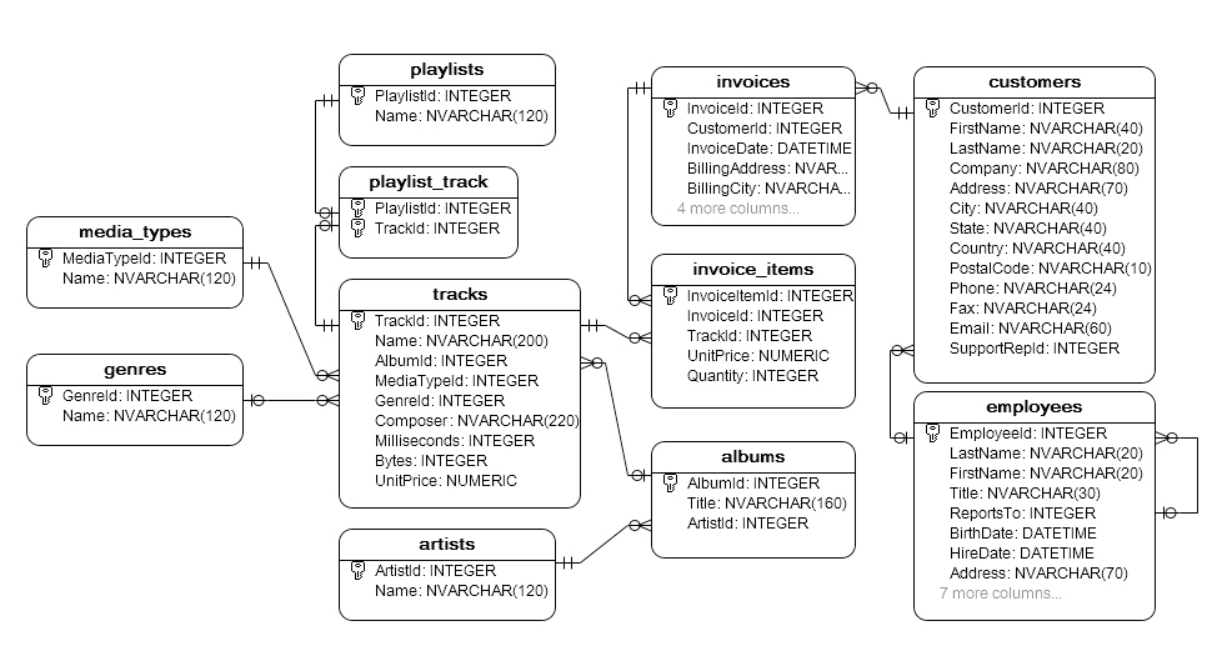 playlists
PlaylistId: INTEGER
Name: NVARCHAR(120)
playlist_track
PlaylistId: INTEGER
TrackId: INTEGER
media_types
MediaTypeId: INTEGER
Name: NVARCHAR(120)
genres
GenreId: INTEGER
Name: NVARCHAR(120)
tracks
TrackId: INTEGER
Name: NVARCHAR(200)
AlbumId: INTEGER
MediaTypeId: INTEGER
GenreId: INTEGER
Composer: NVARCHAR(220)
Milliseconds: INTEGER
Bytes: INTEGER
UnitPrice: NUMERIC
artists
ArtistId: INTEGER
Name: NVARCHAR(120)
invoices
InvoiceId: INTEGER
CustomerId: INTEGER
InvoiceDate: DATETIME
BillingAddress: NVAR...
BillingCity: NVARCHA...
4 more columns...
invoice_items
InvoiceItemId: INTEGER
InvoiceId: INTEGER
TrackId: INTEGER
UnitPrice: NUMERIC
Quantity: INTEGER
albums
AlbumId: INTEGER
Title: NVARCHAR(160)
ArtistId: INTEGER
customers
CustomerId: INTEGER
FirstName: NVARCHAR(40)
LastName: NVARCHAR(20)
Company: NVARCHAR(80)
Address: NVARCHAR(70)
City: NVARCHAR(40)
State: NVARCHAR(40)
Country: NVARCHAR(40)
PostalCode: NVARCHAR(10)
Phone: NVARCHAR(24)
Fax: NVARCHAR(24)
Email: NVARCHAR(60)
SupportRepId: INTEGER
employees
EmployeeId: INTEGER
LastName: NVARCHAR(20)
FirstName: NVARCHAR(20)
Title: NVARCHAR(30)
ReportsTo: INTEGER
BirthDate: DATETIME
HireDate: DATETIME
Address: NVARCHAR(70)
7 more columns...